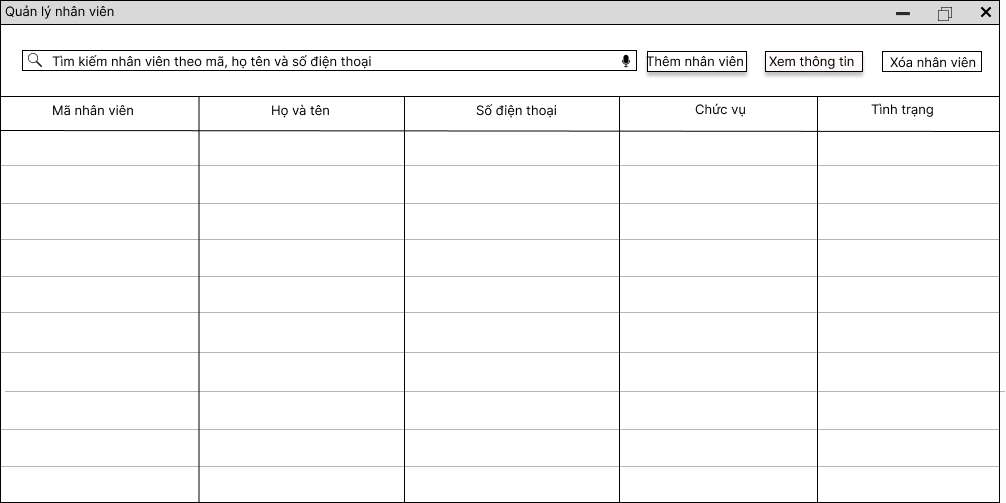 Quản lý nhân viên
Tìm kiếm nhân viên theo mã, họ tên và số điện thoại
Thêm nhân viên
Xem thông tin
Xóa nhân viên
Mã nhân viên
Họ và tên
Số điện thoại
Chức vụ
Tình trạng